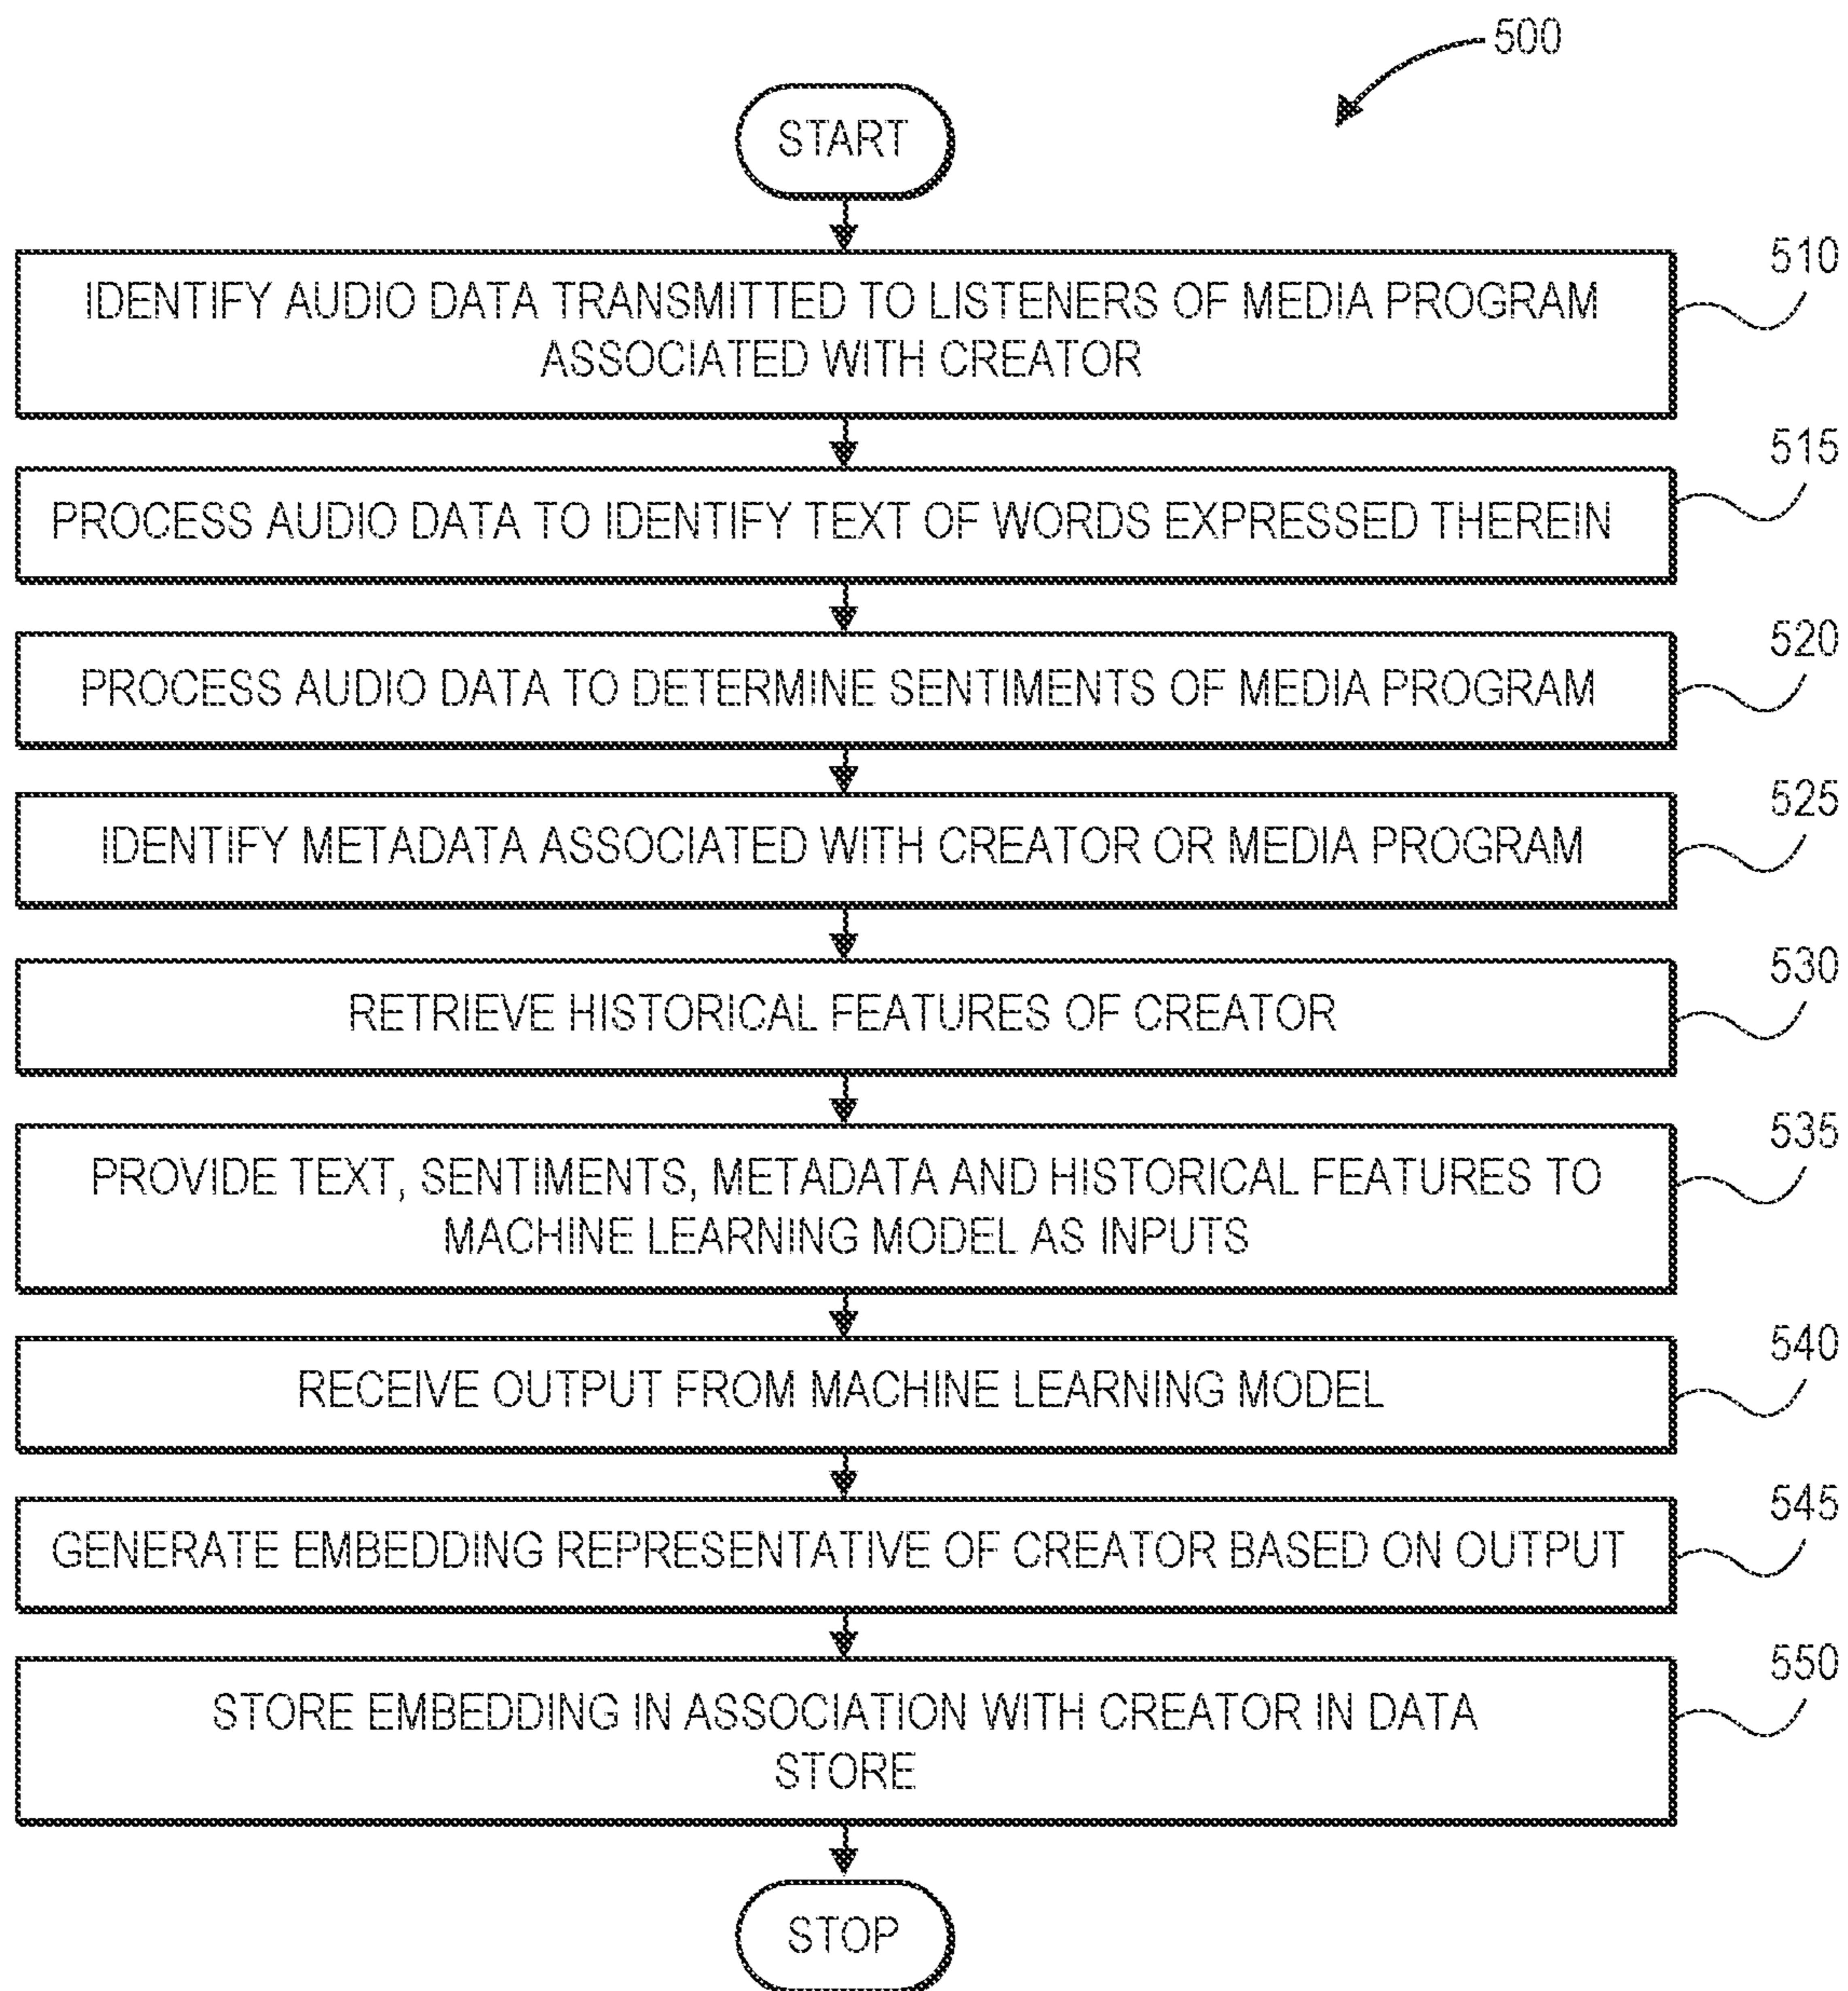 500
START
510
IDENTIFY AUDIO DATA TRANSMITTED TO LISTENERS OF MEDIA PROGRAM
ASSOCIATED WITH CREATOR
515
PROCESS AUDIO DATA TO IDENTIFY TEXT OF WORDS EXPRESSED THEREIN
520
PROCESS AUDIO DATA TO DETERMINE SENTIMENTS OF MEDIA PROGRAM
525
IDENTIFY METADATA ASSOCIATED WITH CREATOR OR MEDIA PROGRAM
530
RETRIEVE HISTORICAL FEATURES OF CREATOR
535
PROVIDE TEXT, SENTIMENTS, METADATA AND HISTORICAL FEATURES TO
MACHINE LEARNING MODEL AS INPUTS
540
RECEIVE OUTPUT FROM MACHINE LEARNING MODEL
545
GENERATE EMBEDDING REPRESENTATIVE OF CREATOR BASED ON OUTPUT
550
STORE EMBEDDING IN ASSOCIATION WITH CREATOR IN DATA
STORE
STOP